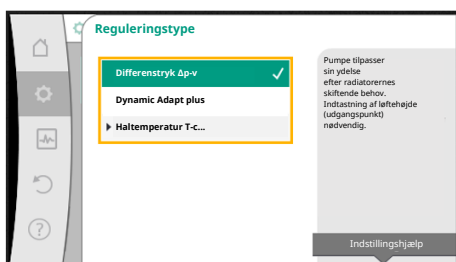 Reguleringstype
Differenstryk Δp-v
Dynamic Adapt plus
Haltemperatur T-c...
Pumpe tilpasser
sin ydelse
efter radiatorernes
skiftende behov.
Indtastning af løftehøjde
(udgangspunkt)
nødvendig.
Indstillingshjælp